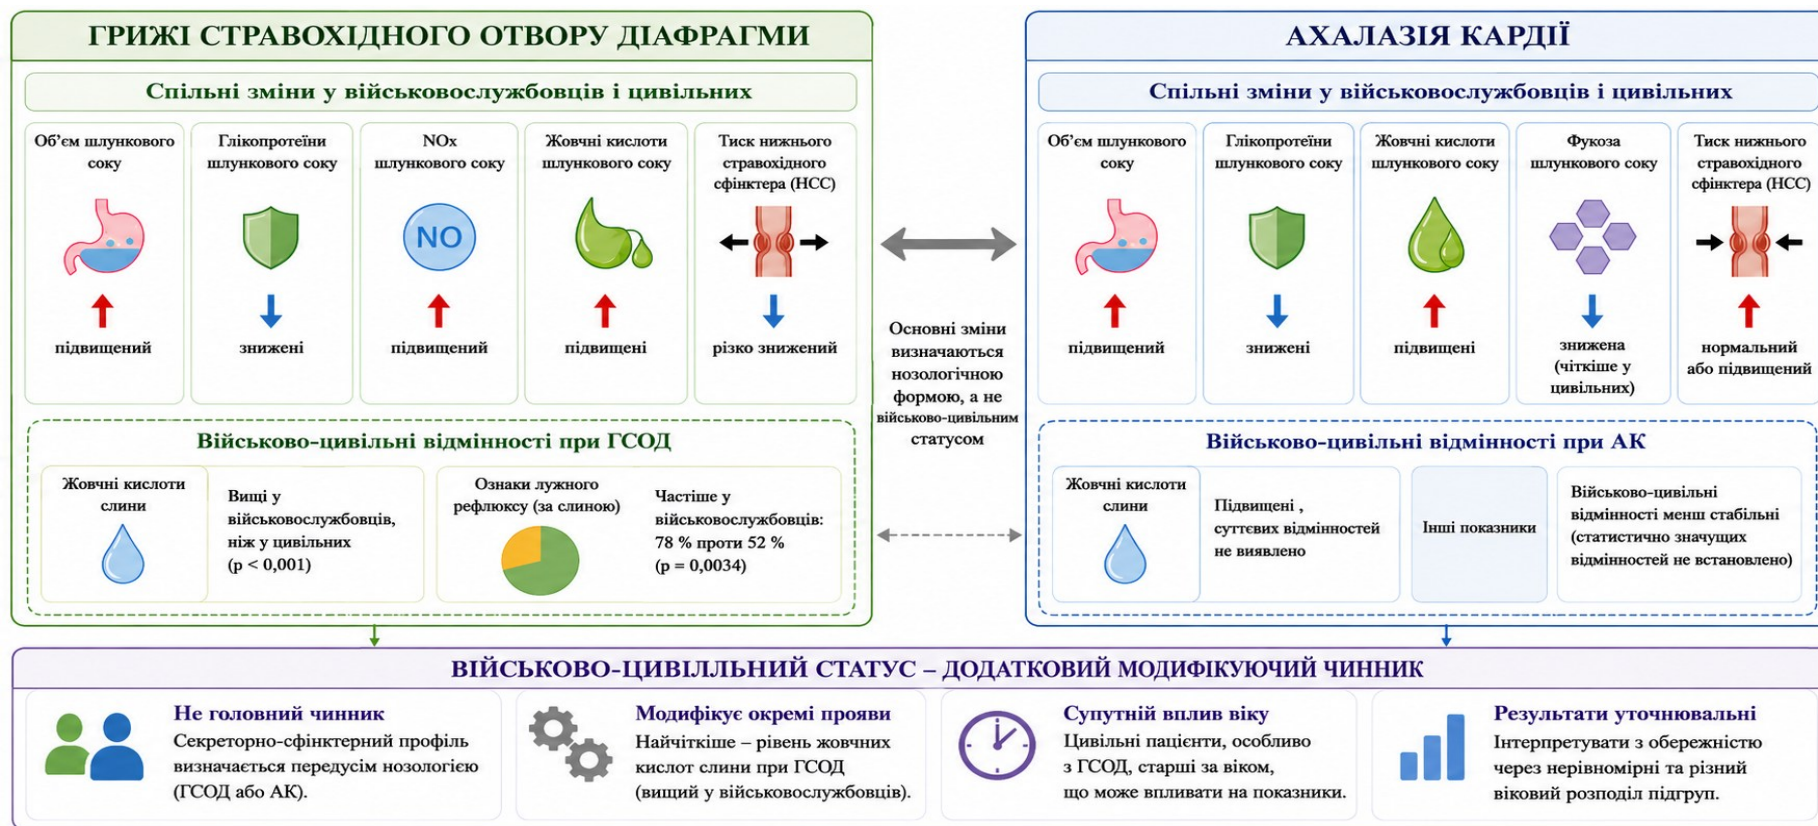 ГРИЖІ СТРАВОХІДНОГО ОТВОРУ ДІАФРАГМИ
Спільні зміни у військовослужбовців і цивільних
Об’єм шлункового
соку
підвищений
Глікопротеїни
шлункового соку
знижені
NOx
шлункового соку
NO
підвищений
Жовчні кислоти
шлункового соку
підвищені
Тиск нижнього
стравохідного
сфінктера (НСС)
різко знижений
Військово-цивільні відмінності при ГСОД
Жовчні кислоти
слини
Вищі у
військовослужбовців,
ніж у цивільних
(p < 0,001)
Ознаки лужного
рефлюксу (за слиною)
Частіше у
військовослужбовців:
78 % проти 52 %
(p = 0,0034)
Основні зміни
визначаються
нозологічною
формою, а не
військово-цивільним
статусом
АХАЛАЗІЯ КАРДІЇ
Спільні зміни у військовослужбовців і цивільних
Об’єм шлункового
соку
підвищений
Глікопротеїни
шлункового соку
знижені
Жовчні кислоти
шлункового соку
підвищені
Фукоза
шлункового соку
знижена
(чіткіше у
цивільних)
Тиск нижнього
стравохідного
сфінктера (НСС)
нормальний
або підвищений
Військово-цивільні відмінності при АК
Жовчні кислоти
слини
Підвищені ,
суттєвих відмінностей
не виявлено
Інші показники
Військово-цивільні
відмінності менш стабільні
(статистично значущих
відмінностей не встановлено)
ВІЙСЬКОВО-ЦИВІЛЛЬНИЙ СТАТУС – ДОДАТКОВИЙ МОДИФІКУЮЧИЙ ЧИННИК
Не головний чинник
Секреторно-сфінктерний профіль
визначається передусім нозологією
(ГСОД або АК).
Модифікує окремі прояви
Найчіткіше – рівень жовчних
кислот слини при ГСОД
(вищий у військовослужбовців).
Супутній вплив віку
Цивільні пацієнти, особливо
з ГСОД, старші за віком,
що може впливати на показники.
Результати уточнювальні
Інтерпретувати з обережністю
через нерівномірні та різний
віковий розподіл підгруп.